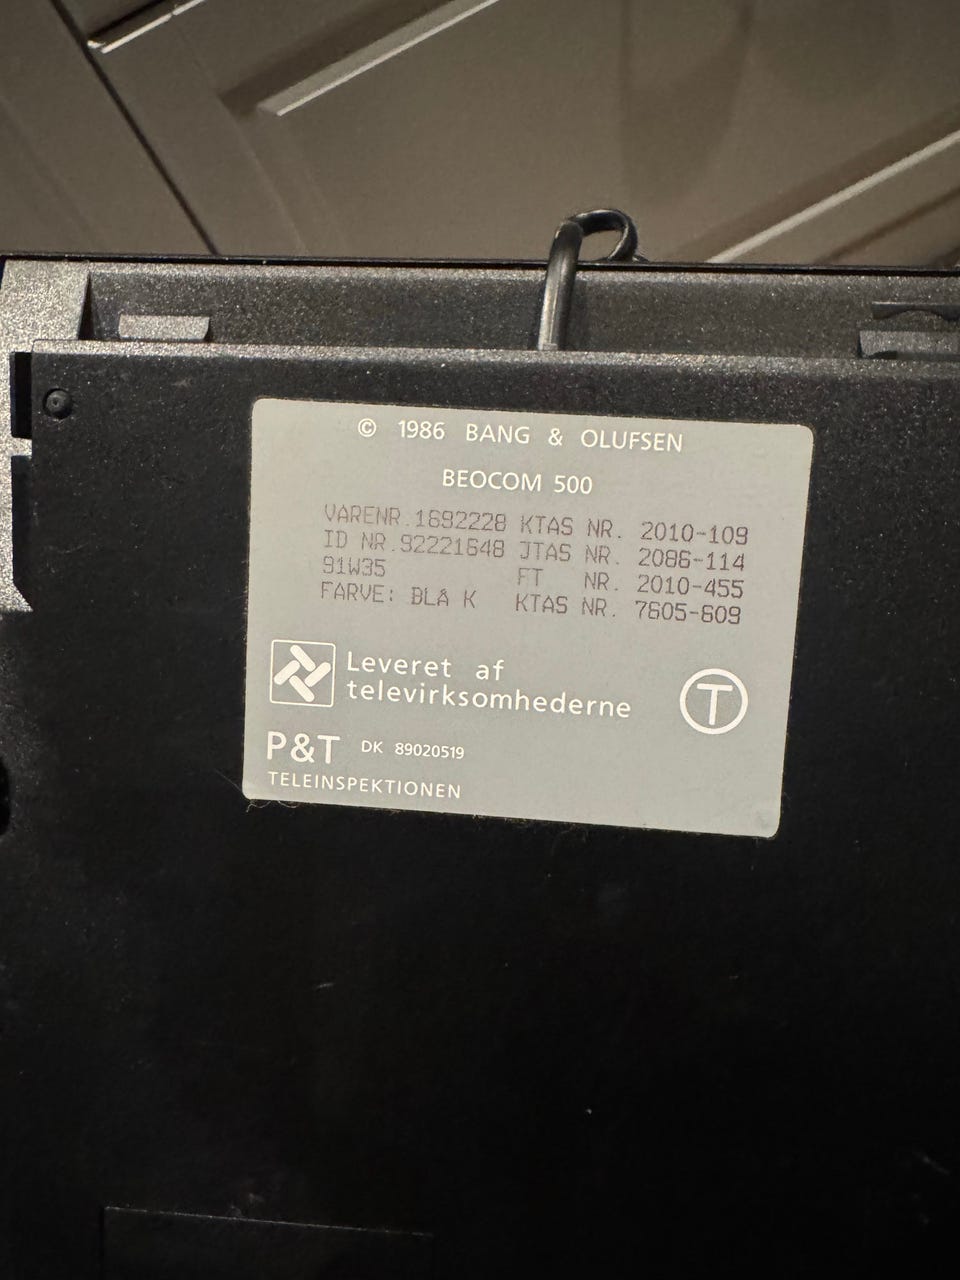 © 1986 BANG & OLUFSEN
BEOCOM 500
VARENR.1692228 KTAS NR. 2010-109
ID NR.92221648 JTAS NR. 2086-114
91W35 FT NR. 2010-455
FARVE: BLÅ K KTAS NR. 7605-609
Leveret af
televirksomhederne
T
P&T DK 89020519
TELEINSPEKTIONEN